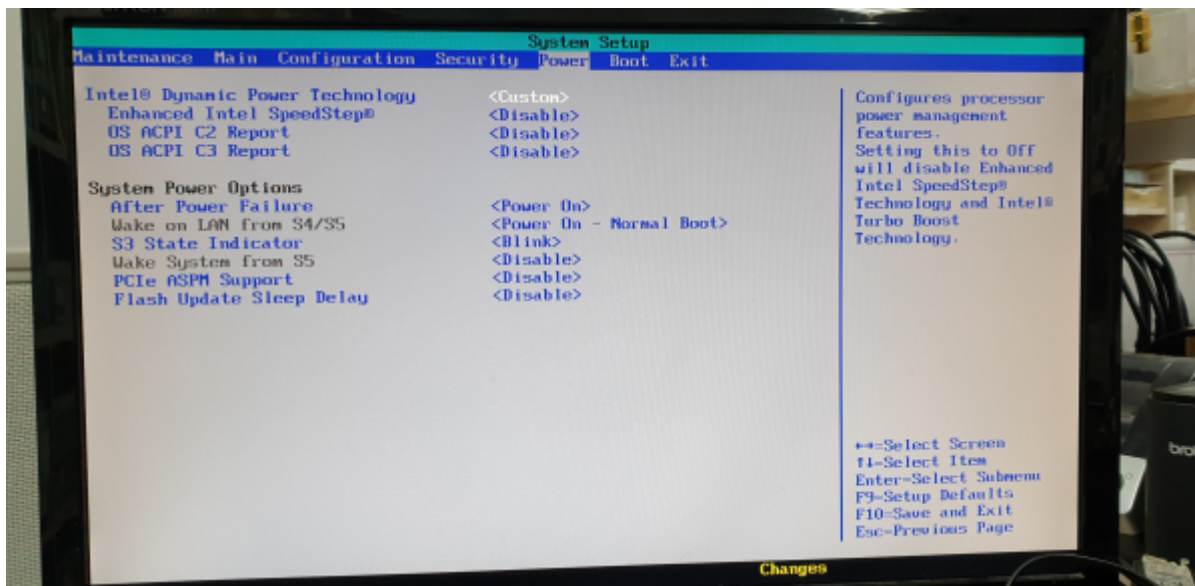 System Setup
Maintenance Main Configuration Security Power Boot Exit
Intel® Dynamic Power Technology <Custom>
Enhanced Intel SpeedStep® <Disable>
OS ACPI C2 Report <Disable>
OS ACPI C3 Report <Disable>
System Power Options
After Power Failure <Power On>
Wake on LAN from S4/S5 <Power On - Normal Boot>
S3 State Indicator <Blink>
Wake System from S5 <Disable>
PCIe ASPM Support <Disable>
Flash Update Sleep Delay <Disable>
Configures processor
power management
features.
Setting this to Off
will disable Enhanced
Intel SpeedStep®
Technology and Intel®
Turbo Boost
Technology.
←→=Select Screen
↑↓=Select Item
Enter=Select Submenu
F9=Setup Defaults
F10=Save and Exit
Esc=Previous Page
Changes